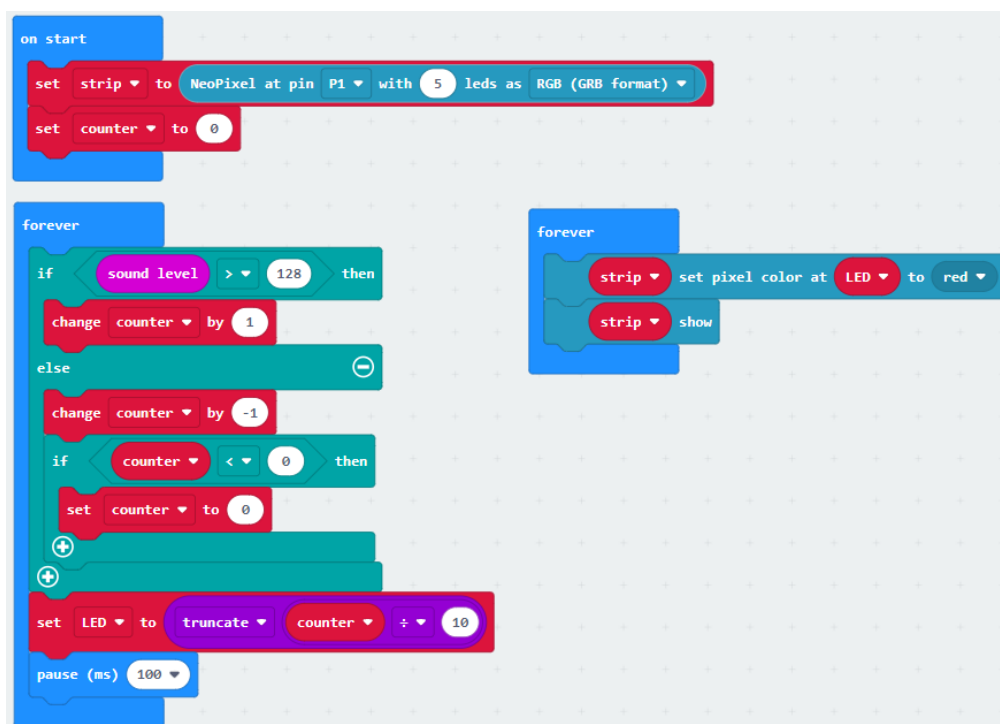 on start
set strip to NeoPixel at pin P1 with 5 leds as RGB (GRB format)
set counter to 0
forever
if sound level > 128 then
change counter by 1
else
change counter by -1
if counter < 0 then
set counter to 0
set LED to truncate counter ÷ 10
pause (ms) 100
forever
strip set pixel color at LED to red
strip show